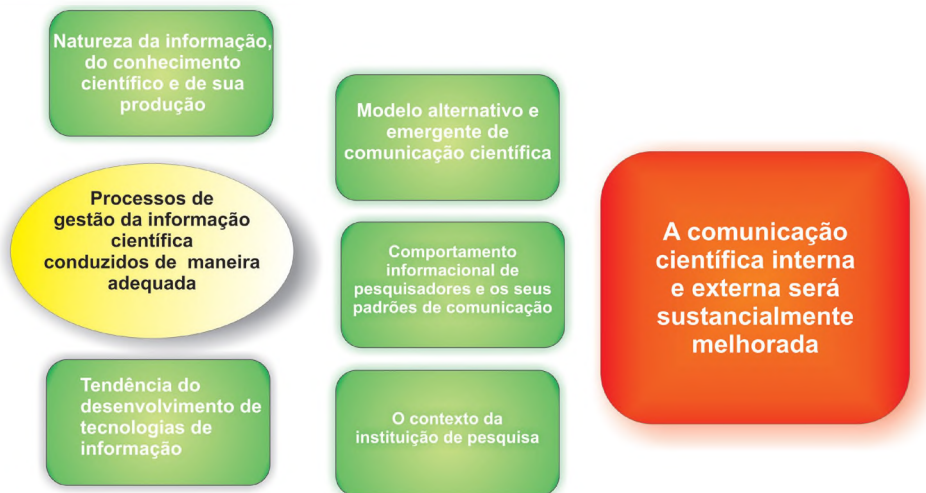 Natureza da informação,
do conhecimento
científico e de sua
produção
Processos de
gestão da informação
científica
conduzidos de maneira
adequada
Tendência do
desenvolvimento de
tecnologias de
informação
Modelo alternativo e
emergente de
comunicação científica
Comportamento
informacional de
pesquisadores e os seus
padrões de comunicação
O contexto da
instituição de pesquisa
A comunicação
científica interna
e externa será
sustancialmente
melhorada